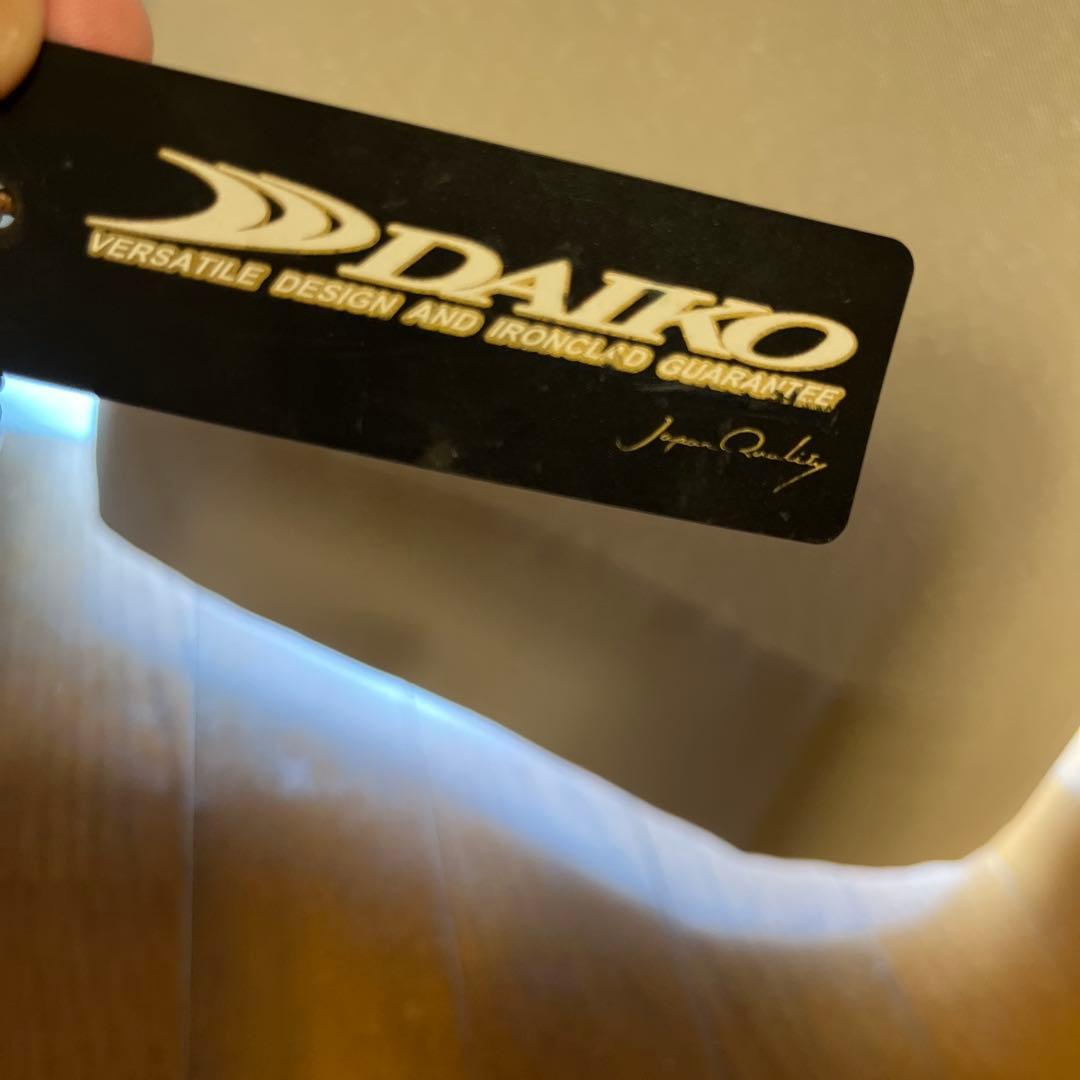 DAIKO
VERSATILE DESIGN AND IRONCLAD GUARANTEE
Japan Quality